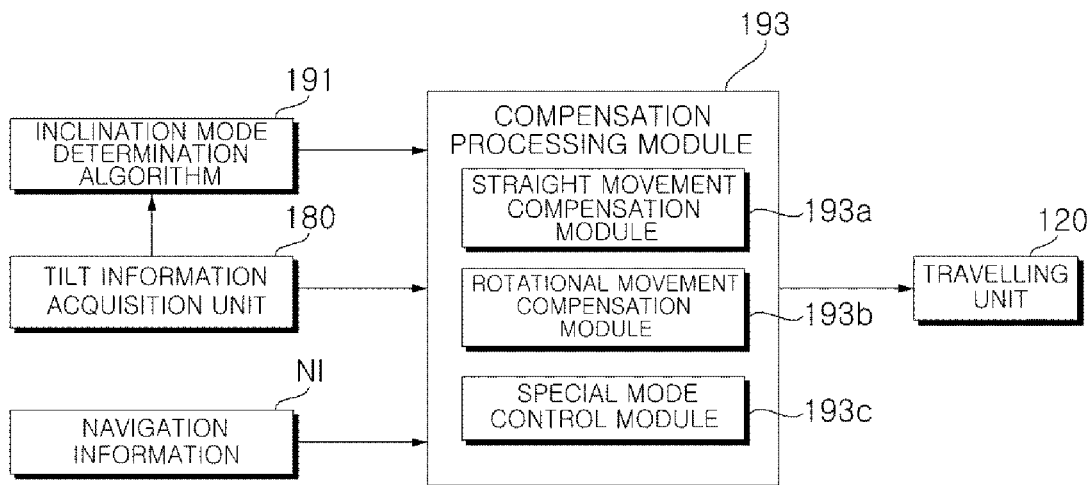 193
191
INCLINATION MODE
DETERMINATION
ALGORITHM
COMPENSATION
PROCESSING MODULE
STRAIGHT MOVEMENT
COMPENSATION
MODULE
193a
180
TILT INFORMATION
ACQUISITION UNIT
ROTATIONAL MOVEMENT
COMPENSATION
MODULE
193b
120
TRAVELLING
UNIT
NI
NAVIGATION
INFORMATION
SPECIAL MODE
CONTROL MODULE
193c